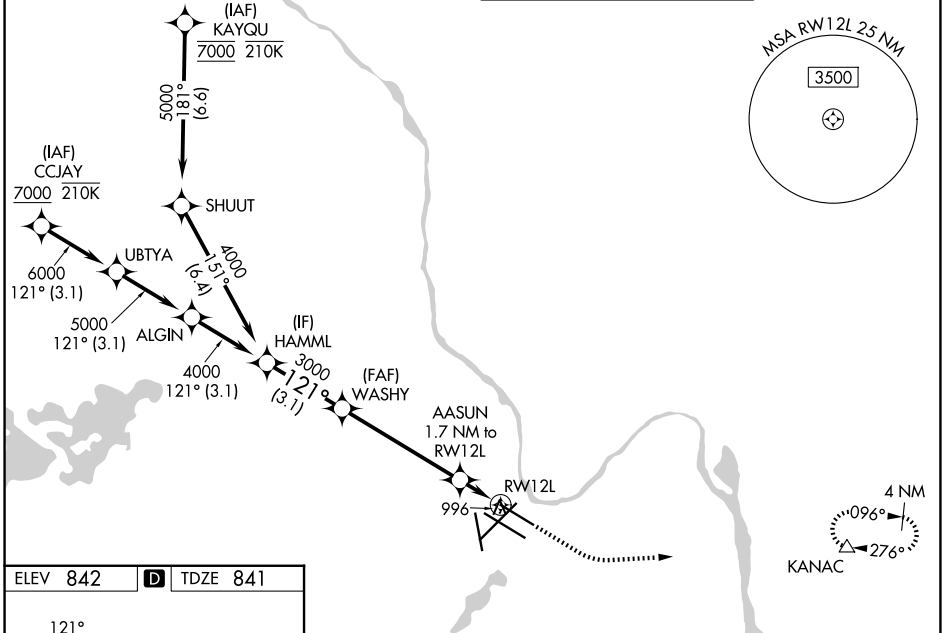 (IAF)
KAYQU
7000 210K
5000
181°
(6.6)
MSA RW12L 25 NM
3500
(IAF)
CCJAY
7000 210K
SHUUT
UBTYA
6000
121° (3.1)
4000
151°
(6.4)
5000
121° (3.1)
ALGIN
(IF)
HAMML
4000
121° (3.1)
3000
121°
(3.1)
(FAF)
WASHY
AASUN
1.7 NM to
RW12L
RW12L
996
4 NM
096°
276°
KANAC
ELEV 842 D TDZE 841
121°